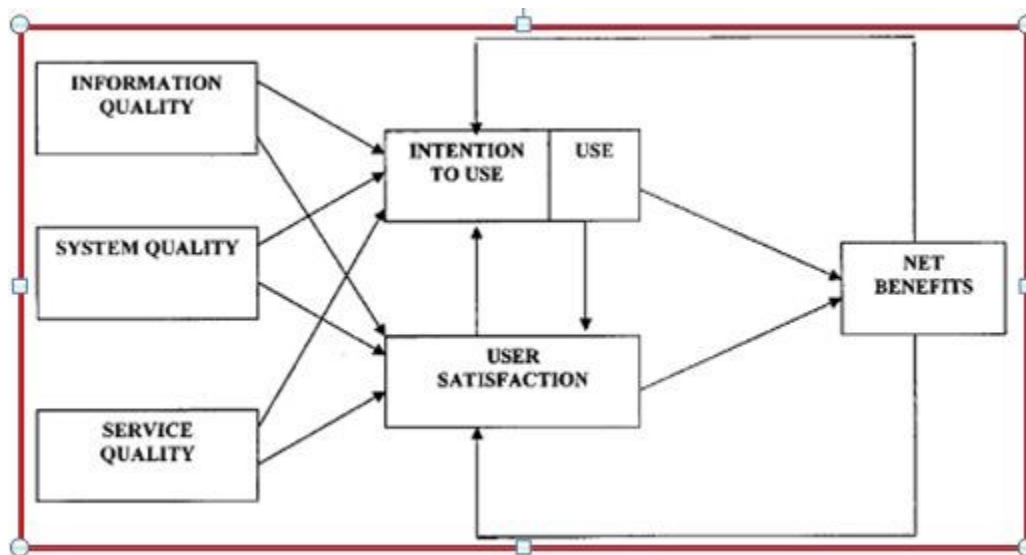 INFORMATION
QUALITY
INTENTION
TO USE
USE
SYSTEM QUALITY
NET
BENEFITS
USER
SATISFACTION
SERVICE
QUALITY